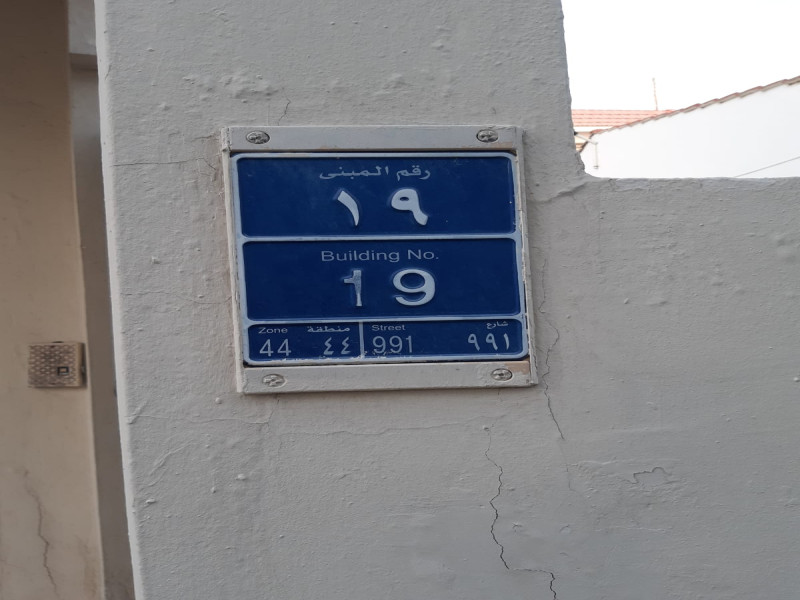 رقم المبنى
١٩
Building No.
19
Zone منطقة
44 ٤٤
Street شارع
991 ٩٩١